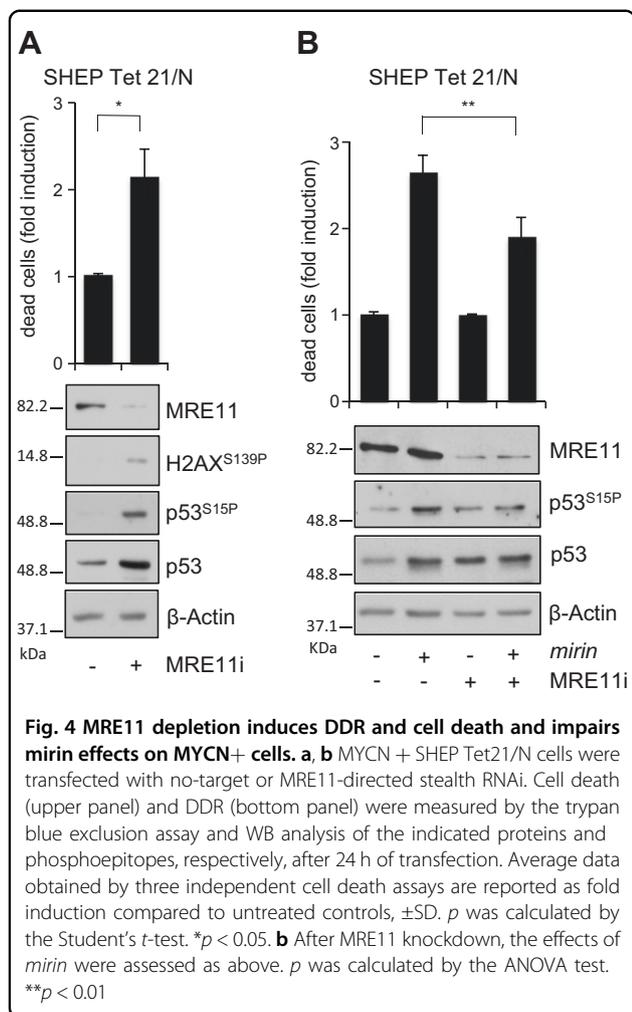 A
SHEP Tet 21/N
*
3
2
1
0
dead cells (fold induction)
82.2
MRE11
14.8
H2AX^S139P
48.8
p53^S15P
48.8
p53
37.1
β-Actin
kDa
- + MRE11i
B
SHEP Tet 21/N
**
3
2
1
0
dead cells (fold induction)
82.2
MRE11
48.8
p53^S15P
48.8
p53
37.1
β-Actin
KDa
- + - + mirin
- - + + MRE11i
Fig. 4 MRE11 depletion induces DDR and cell death and impairs
mirin effects on MYCN+ cells. a, b MYCN + SHEP Tet21/N cells were
transfected with no-target or MRE11-directed stealth RNAi. Cell death
(upper panel) and DDR (bottom panel) were measured by the trypan
blue exclusion assay and WB analysis of the indicated proteins and
phosphoepitopes, respectively, after 24 h of transfection. Average data
obtained by three independent cell death assays are reported as fold
induction compared to untreated controls, ±SD. p was calculated by
the Student's t-test. *p < 0.05. b After MRE11 knockdown, the effects of
mirin were assessed as above. p was calculated by the ANOVA test.
**p < 0.01